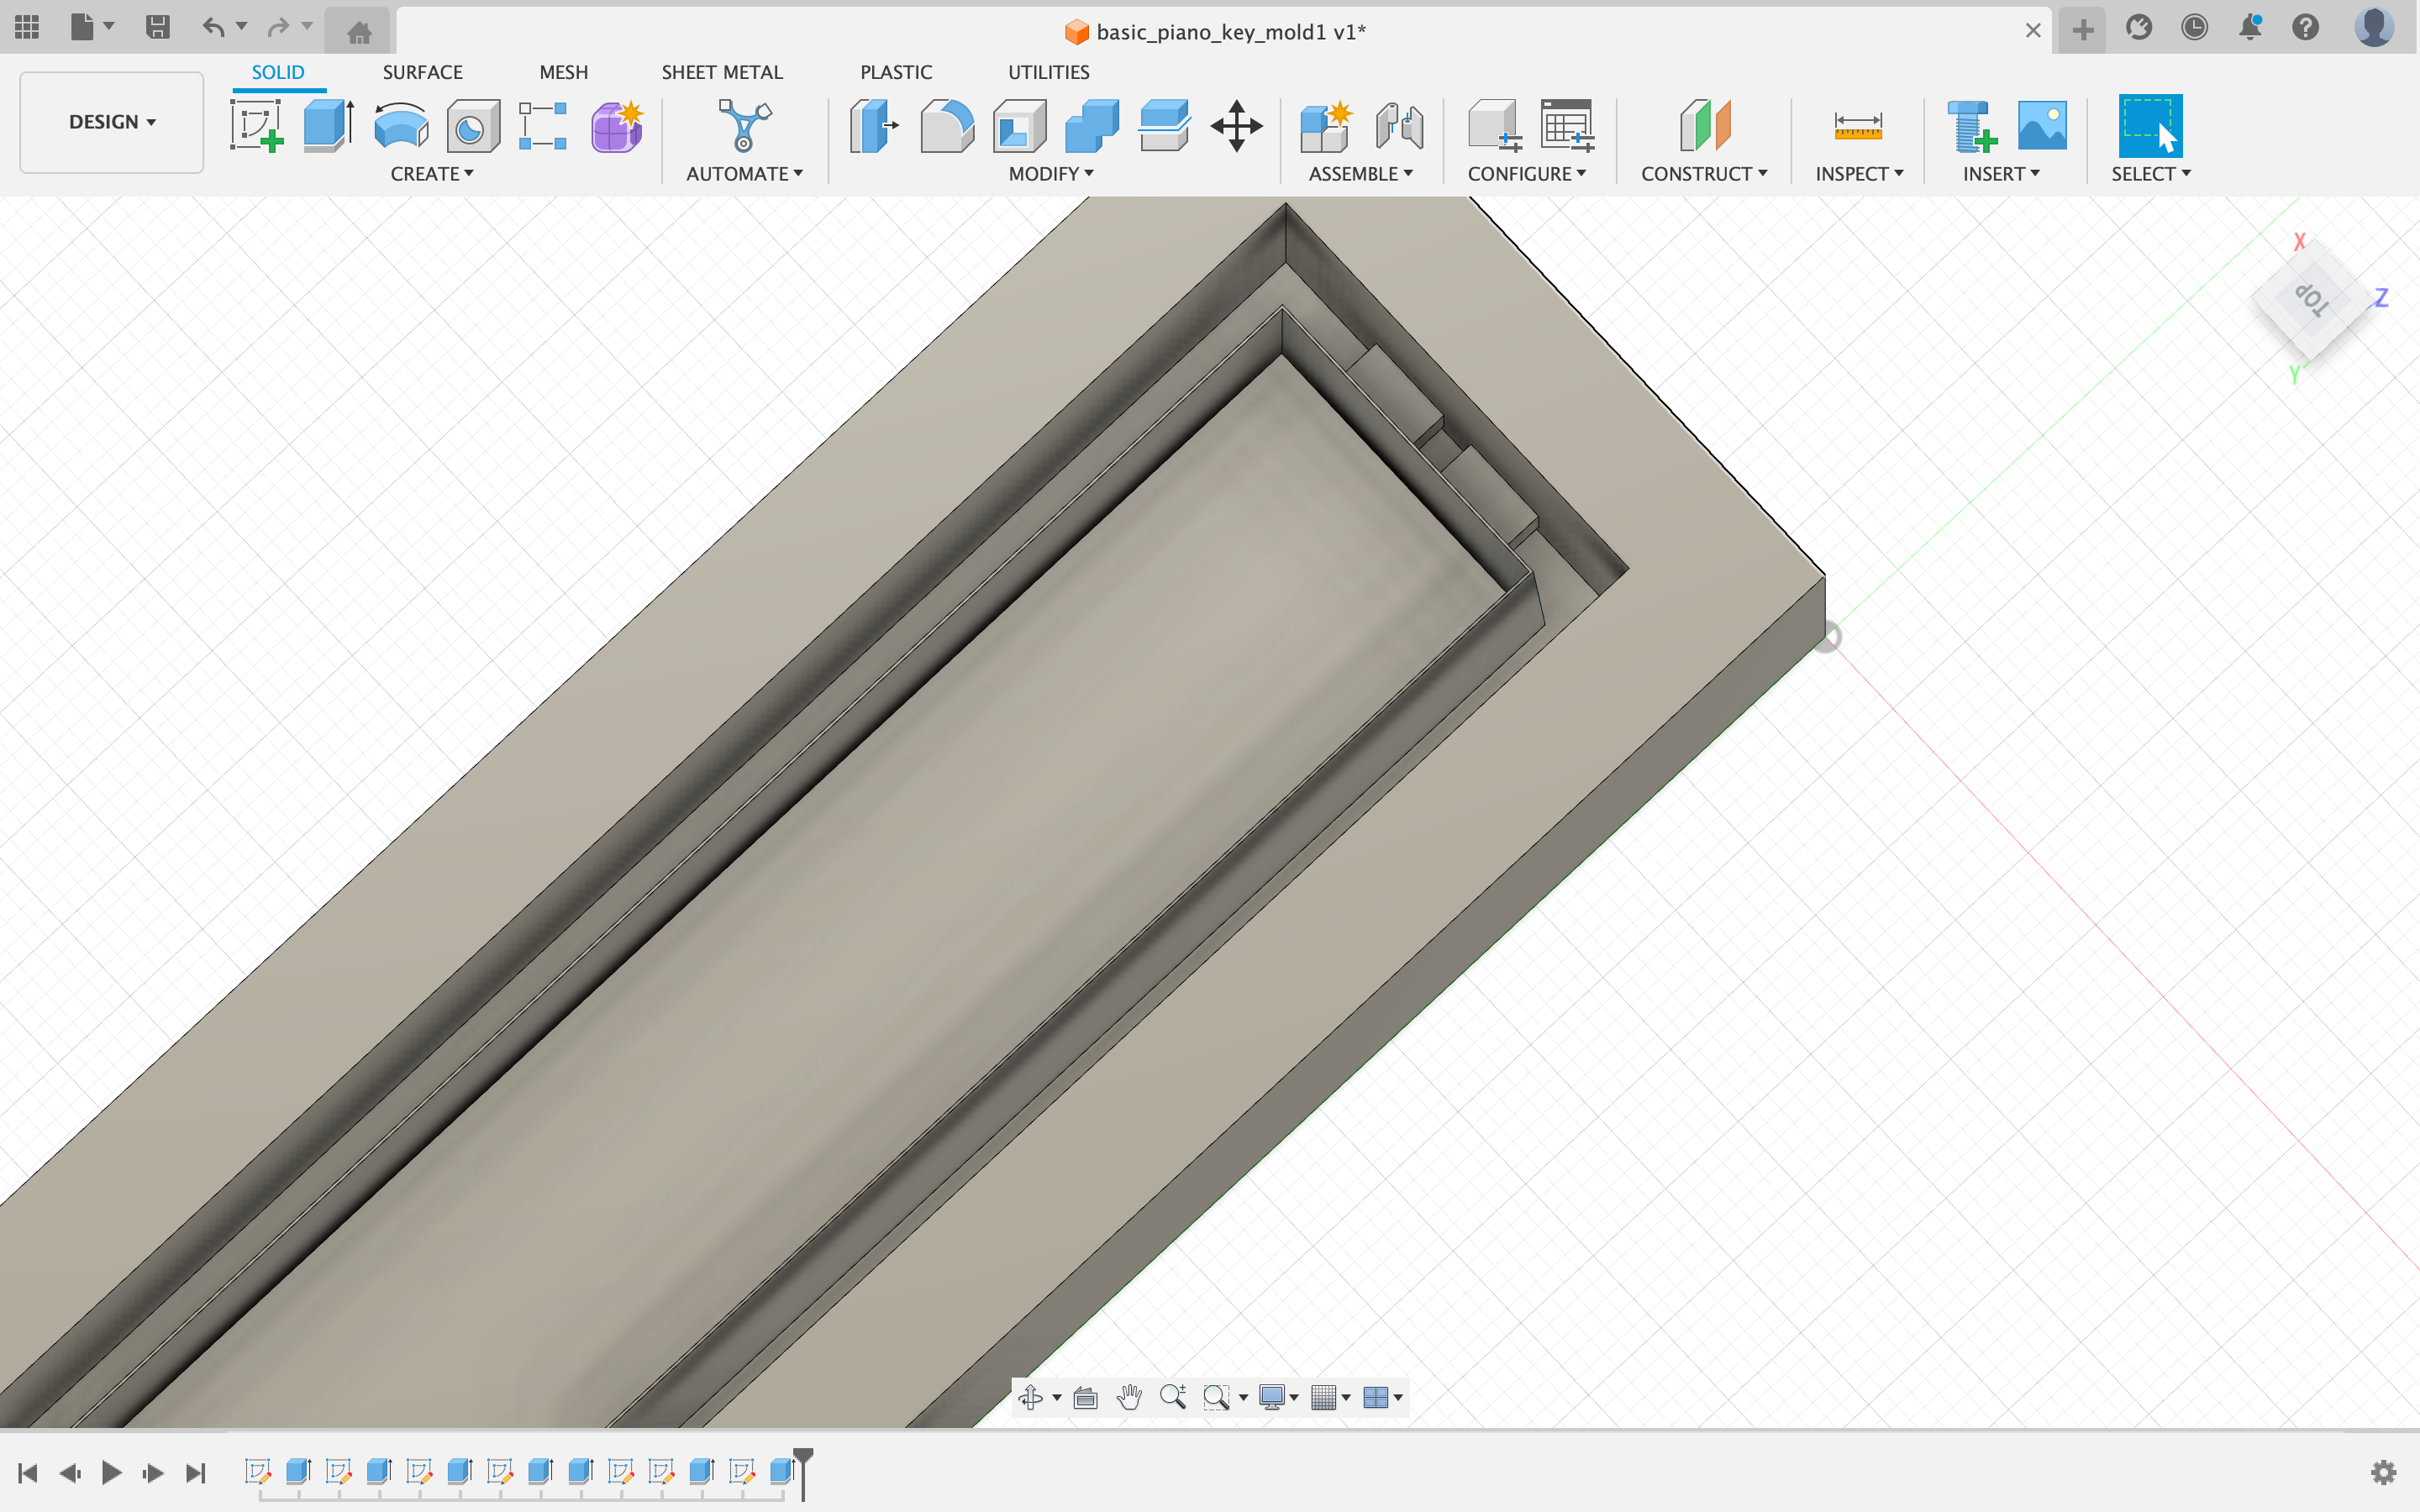 basic_piano_key_mold1 v1*
SOLID SURFACE MESH SHEET METAL PLASTIC UTILITIES
DESIGN
CREATE AUTOMATE MODIFY ASSEMBLE CONFIGURE CONSTRUCT INSPECT INSERT SELECT
X
TOP
Z
Y